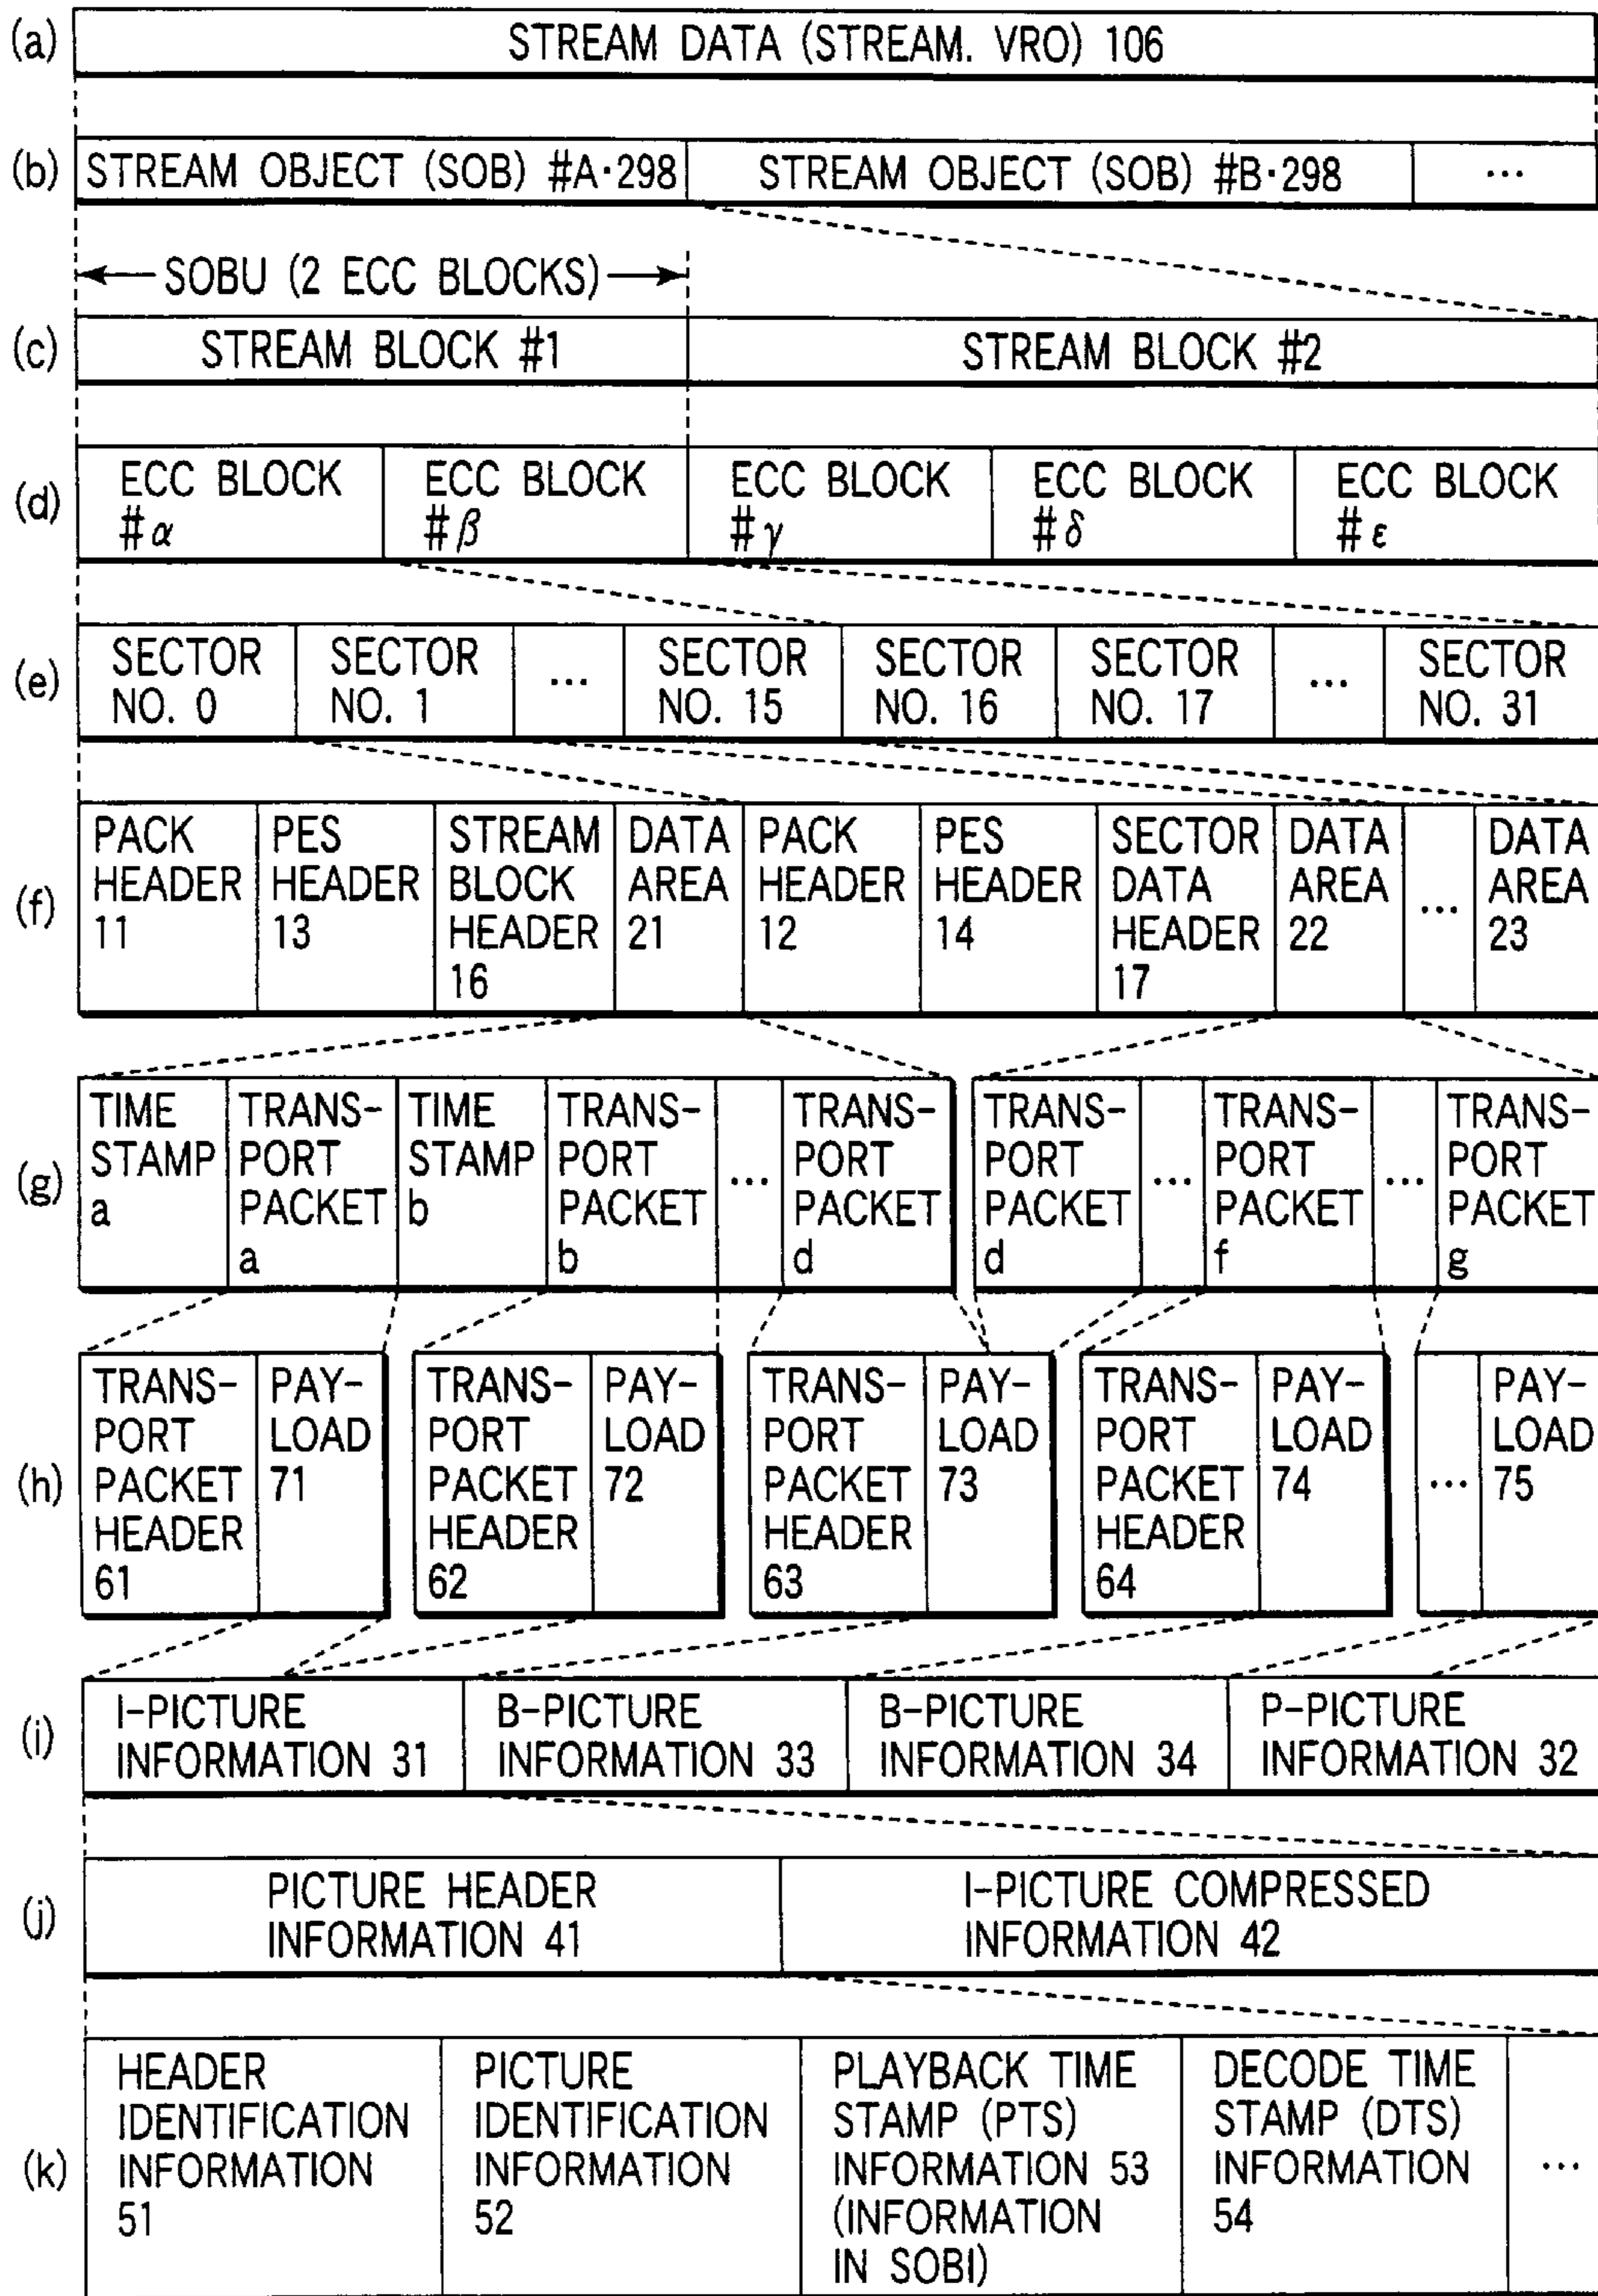 (a) STREAM DATA (STREAM. VRO) 106
(b) STREAM OBJECT (SOB) #A·298 STREAM OBJECT (SOB) #B·298 ...
SOBU (2 ECC BLOCKS)
(c) STREAM BLOCK #1 STREAM BLOCK #2
(d)
ECC BLOCK
#α
ECC BLOCK
#β
ECC BLOCK
#γ
ECC BLOCK
#δ
ECC BLOCK
#ε
(e)
SECTOR
NO. 0
SECTOR
NO. 1
...
SECTOR
NO. 15
SECTOR
NO. 16
SECTOR
NO. 17
...
SECTOR
NO. 31
(f)
PACK
HEADER
11
PES
HEADER
13
STREAM
BLOCK
HEADER
16
DATA
AREA
21
PACK
HEADER
12
PES
HEADER
14
SECTOR
DATA
HEADER
17
DATA
AREA
22
...
DATA
AREA
23
(g)
TIME
STAMP
a
TRANS-
PORT
PACKET
a
TIME
STAMP
b
TRANS-
PORT
PACKET
b
...
TRANS-
PORT
PACKET
d
TRANS-
PORT
PACKET
d
...
TRANS-
PORT
PACKET
f
...
TRANS-
PORT
PACKET
g
(h)
TRANS-
PORT
PACKET
HEADER
61
PAY-
LOAD
71
TRANS-
PORT
PACKET
HEADER
62
PAY-
LOAD
72
TRANS-
PORT
PACKET
HEADER
63
PAY-
LOAD
73
TRANS-
PORT
PACKET
HEADER
64
PAY-
LOAD
74
...
PAY-
LOAD
75
(i)
I-PICTURE
INFORMATION 31
B-PICTURE
INFORMATION 33
B-PICTURE
INFORMATION 34
P-PICTURE
INFORMATION 32
(j)
PICTURE HEADER
INFORMATION 41
I-PICTURE COMPRESSED
INFORMATION 42
(k)
HEADER
IDENTIFICATION
INFORMATION
51
PICTURE
IDENTIFICATION
INFORMATION
52
PLAYBACK TIME
STAMP (PTS)
INFORMATION 53
(INFORMATION
IN SOBI)
DECODE TIME
STAMP (DTS)
INFORMATION
54
...